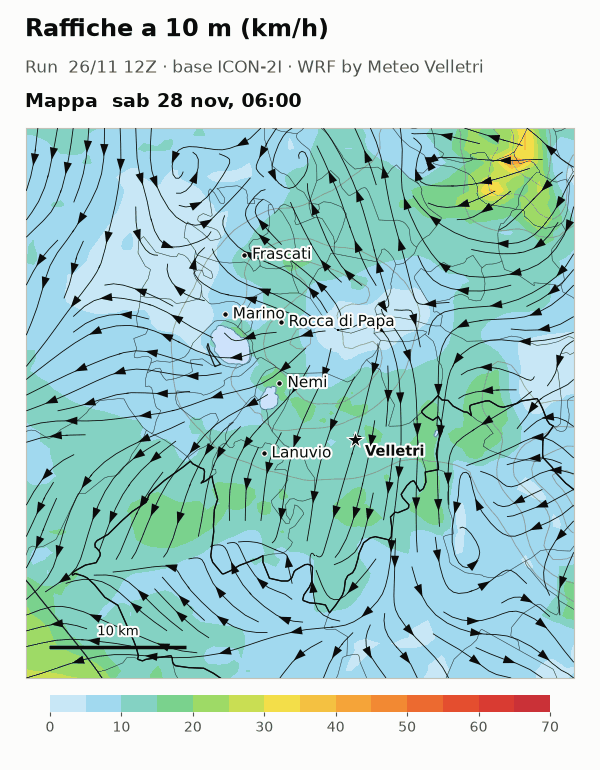 Raffiche a 10 m (km/h)
Run  26/11 12Z · base ICON-2I · WRF by Meteo Velletri
Mappa  sab 28 nov, 06:00
Frascati
Marino
Rocca di Papa
Nemi
Velletri
Lanuvio
10 km
0 10 20 30 40 50 60 70